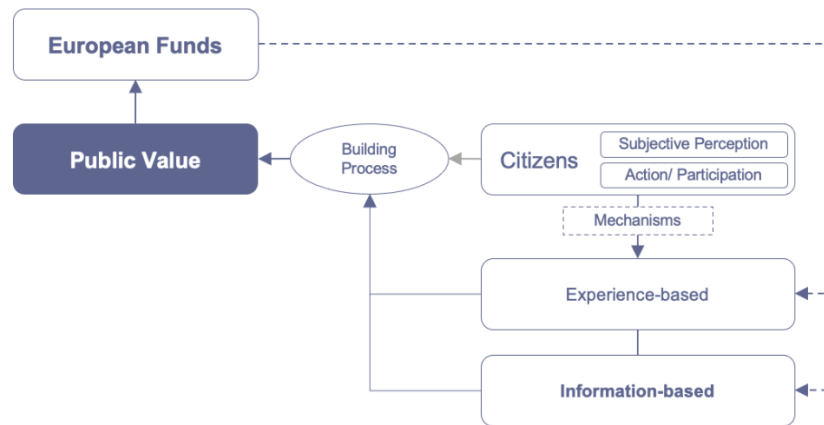 European Funds
Public Value
Building
Process
Citizens
Subjective Perception
Action/ Participation
Mechanisms
Experience-based
Information-based